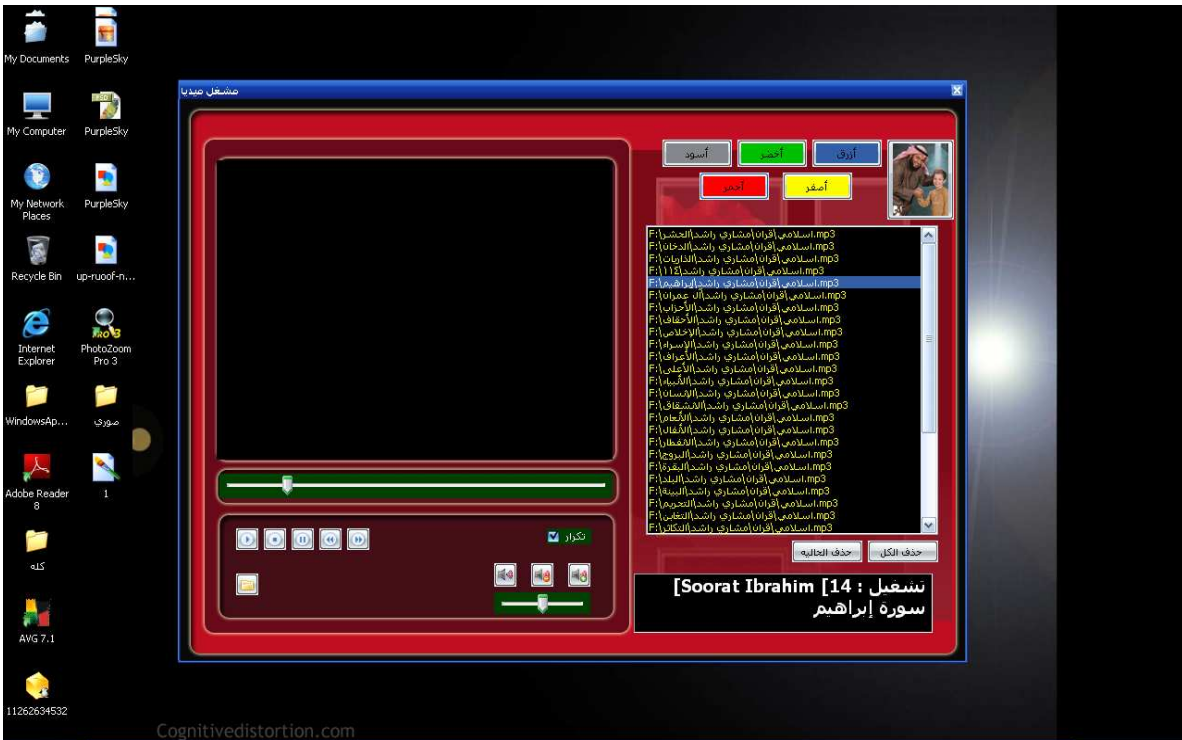 My Documents
PurpleSky
My Computer
PurpleSky
My Network
Places
PurpleSky
Recycle Bin
up-ruoof-n...
Internet
Explorer
PhotoZoom
Pro 3
WindowsAp...
صوري
Adobe Reader
8
1
كله
AVG 7.1
11262634532
مشغل ميديا
أسود
أخضر
أزرق
أحمر
أصفر
F:\اسلامي\قران\مشاري راشد\الحشر.mp3
F:\اسلامي\قران\مشاري راشد\الدخان.mp3
F:\اسلامي\قران\مشاري راشد\الذاريات.mp3
F:\اسلامي\قران\مشاري راشد\١١٤.mp3
F:\اسلامي\قران\مشاري راشد\إبراهيم.mp3
F:\اسلامي\قران\مشاري راشد\آل عمران.mp3
F:\اسلامي\قران\مشاري راشد\الأحزاب.mp3
F:\اسلامي\قران\مشاري راشد\الأحقاف.mp3
F:\اسلامي\قران\مشاري راشد\الإخلاص.mp3
F:\اسلامي\قران\مشاري راشد\الإسراء.mp3
F:\اسلامي\قران\مشاري راشد\الأعراف.mp3
F:\اسلامي\قران\مشاري راشد\الأعلى.mp3
F:\اسلامي\قران\مشاري راشد\الأنبياء.mp3
F:\اسلامي\قران\مشاري راشد\الإنسان.mp3
F:\اسلامي\قران\مشاري راشد\الانشقاق.mp3
F:\اسلامي\قران\مشاري راشد\الأنعام.mp3
F:\اسلامي\قران\مشاري راشد\الأنفال.mp3
F:\اسلامي\قران\مشاري راشد\الانفطار.mp3
F:\اسلامي\قران\مشاري راشد\البروج.mp3
F:\اسلامي\قران\مشاري راشد\البقرة.mp3
F:\اسلامي\قران\مشاري راشد\البلد.mp3
F:\اسلامي\قران\مشاري راشد\البينة.mp3
F:\اسلامي\قران\مشاري راشد\التحريم.mp3
F:\اسلامي\قران\مشاري راشد\التغابن.mp3
F:\اسلامي\قران\مشاري راشد\التكاثر.mp3
تكرار
حذف الحاليه
حذف الكل
تشغيل : 14] Soorat Ibrahim]
سورة إبراهيم
Cognitivedistortion.com